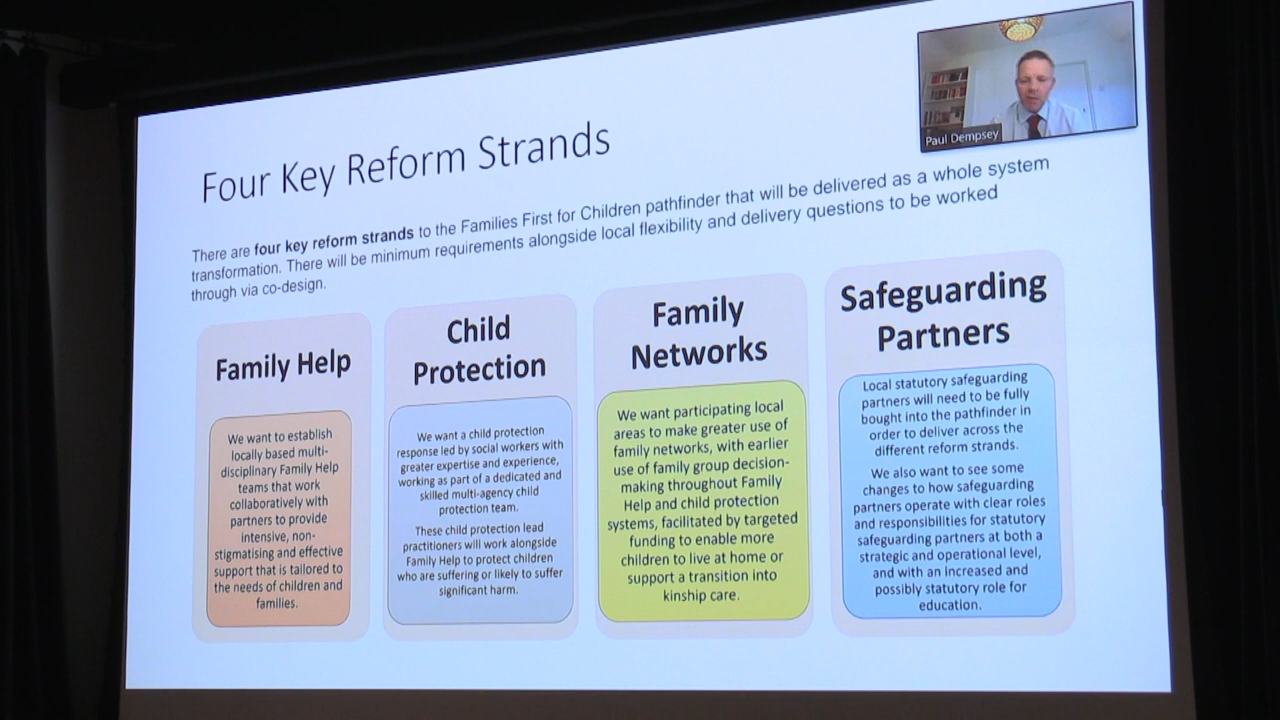 Paul Dempsey
Four Key Reform Strands
There are four key reform strands to the Families First for Children pathfinder that will be delivered as a whole system
transformation. There will be minimum requirements alongside local flexibility and delivery questions to be worked
through via co-design.
Family Help
We want to establish
locally based multi-
disciplinary Family Help
teams that work
collaboratively with
partners to provide
intensive, non-
stigmatising and effective
support that is tailored to
the needs of children and
families.
Child
Protection
We want a child protection
response led by social workers with
greater expertise and experience,
working as part of a dedicated and
skilled multi-agency child
protection team.
These child protection lead
practitioners will work alongside
Family Help to protect children
who are suffering or likely to suffer
significant harm.
Family
Networks
We want participating local
areas to make greater use of
family networks, with earlier
use of family group decision-
making throughout Family
Help and child protection
systems, facilitated by targeted
funding to enable more
children to live at home or
support a transition into
kinship care.
Safeguarding
Partners
Local statutory safeguarding
partners will need to be fully
bought into the pathfinder in
order to deliver across the
different reform strands.
We also want to see some
changes to how safeguarding
partners operate with clear roles
and responsibilities for statutory
safeguarding partners at both a
strategic and operational level,
and with an increased and
possibly statutory role for
education.